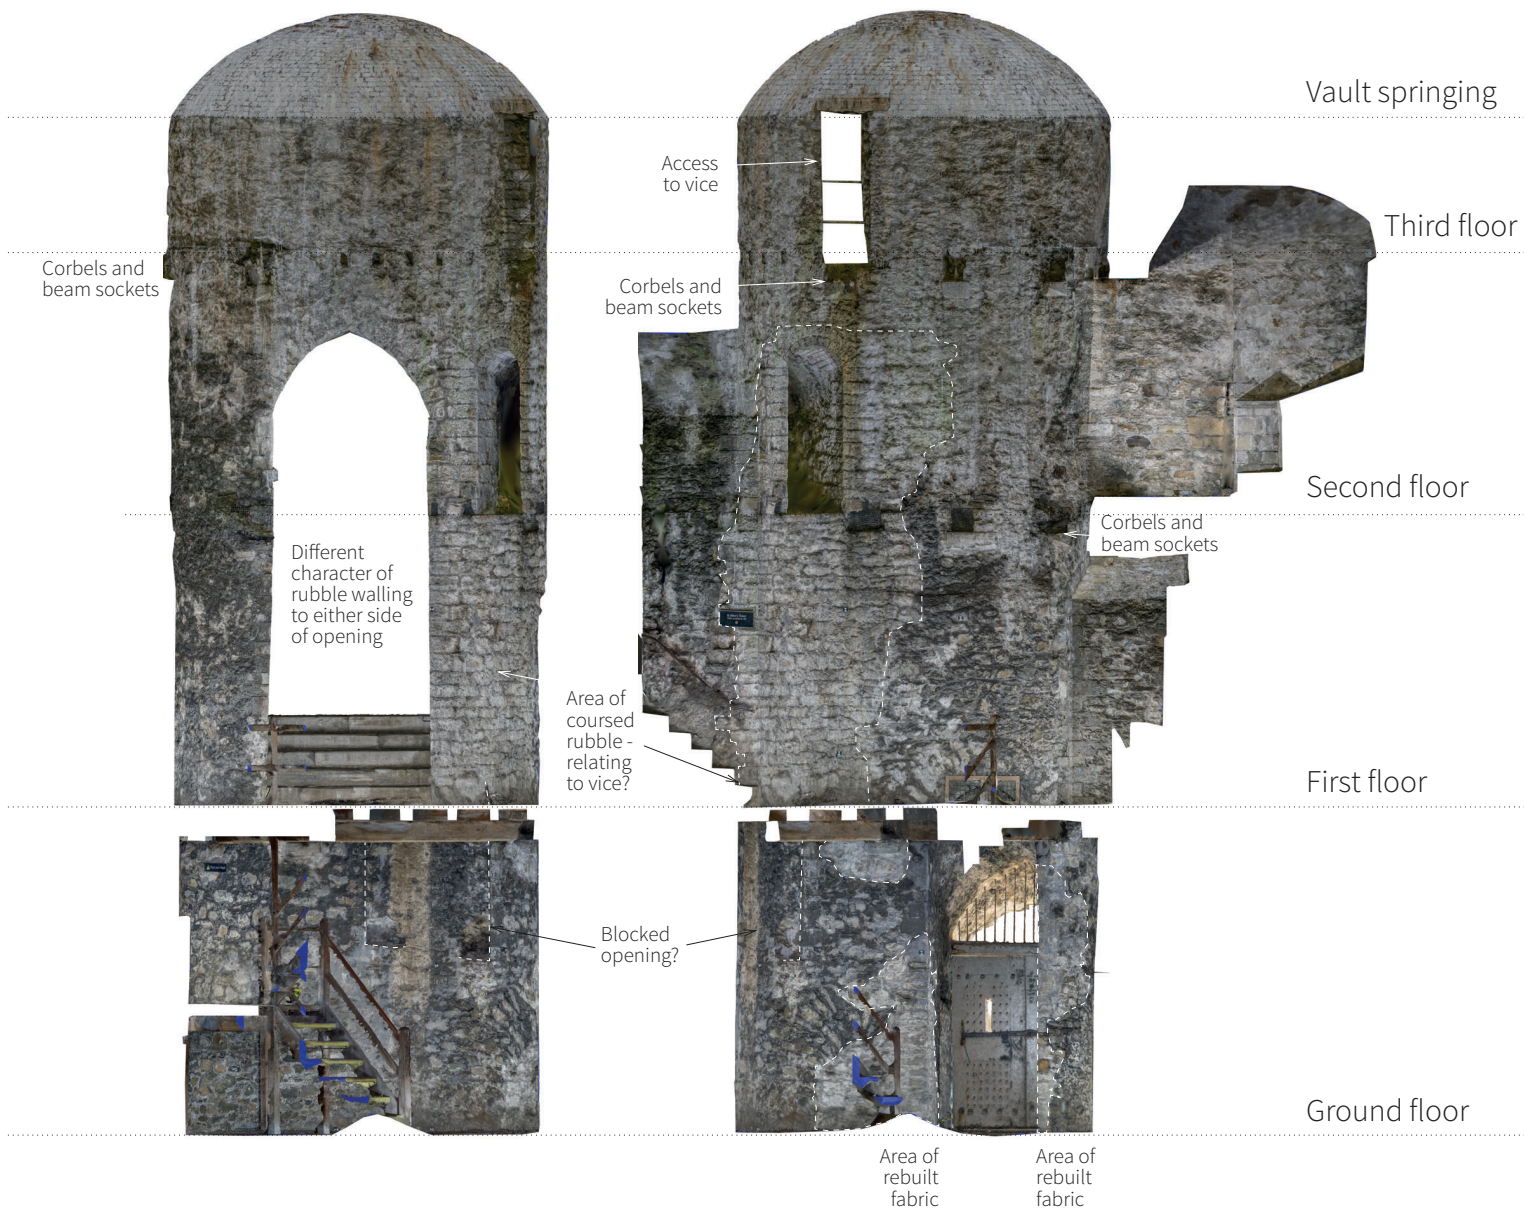 Vault springing
Access
to vice
Third floor
Corbels and
beam sockets
Corbels and
beam sockets
Second floor
Corbels and
beam sockets
Different
character of
rubble walling
to either side
of opening
Area of
coursed
rubble -
relating
to vice?
First floor
Blocked
opening?
Ground floor
Area of
rebuilt
fabric
Area of
rebuilt
fabric